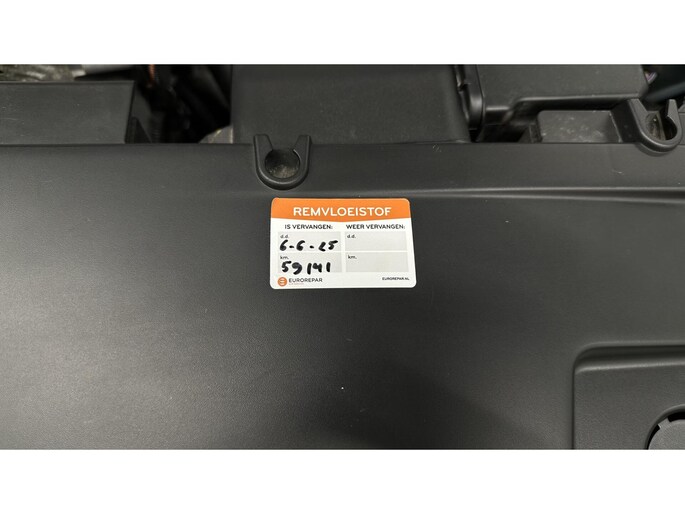 REMVLOEISTOF
IS VERVANGEN: WEER VERVANGEN:
d.d. d.d.
6-6-25
km. km.
59141
EUROREPAR EUROREPAR.NL